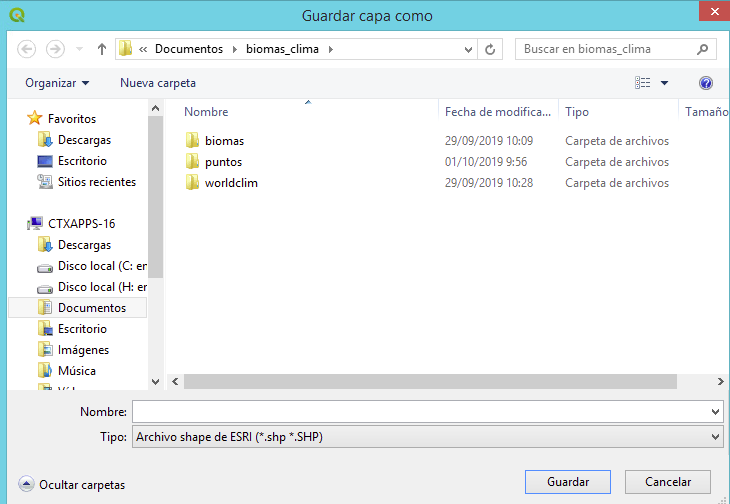 Guardar capa como
« Documentos biomas_clima
Buscar en biomas_clima
Organizar Nueva carpeta
Favoritos
Descargas
Escritorio
Sitios recientes
CTXAPPS-16
Descargas
Disco local (C: en
Disco local (H: en
Documentos
Escritorio
Imágenes
Música
Nombre Fecha de modifica... Tipo Tamaño
biomas 29/09/2019 10:09 Carpeta de archivos
puntos 01/10/2019 9:56 Carpeta de archivos
worldclim 29/09/2019 10:28 Carpeta de archivos
Nombre:
Tipo: Archivo shape de ESRI (*.shp *.SHP)
Ocultar carpetas Guardar Cancelar